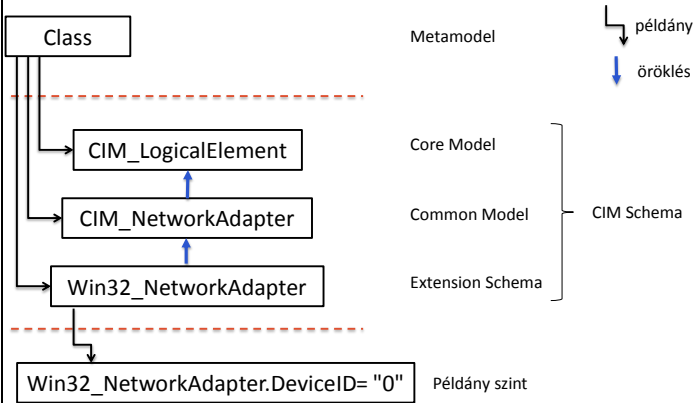 Class
Metamodel
példány
öröklés
CIM_LogicalElement
Core Model
CIM_NetworkAdapter
Common Model
CIM Schema
Win32_NetworkAdapter
Extension Schema
Win32_NetworkAdapter.DeviceID= "0"
Példány szint